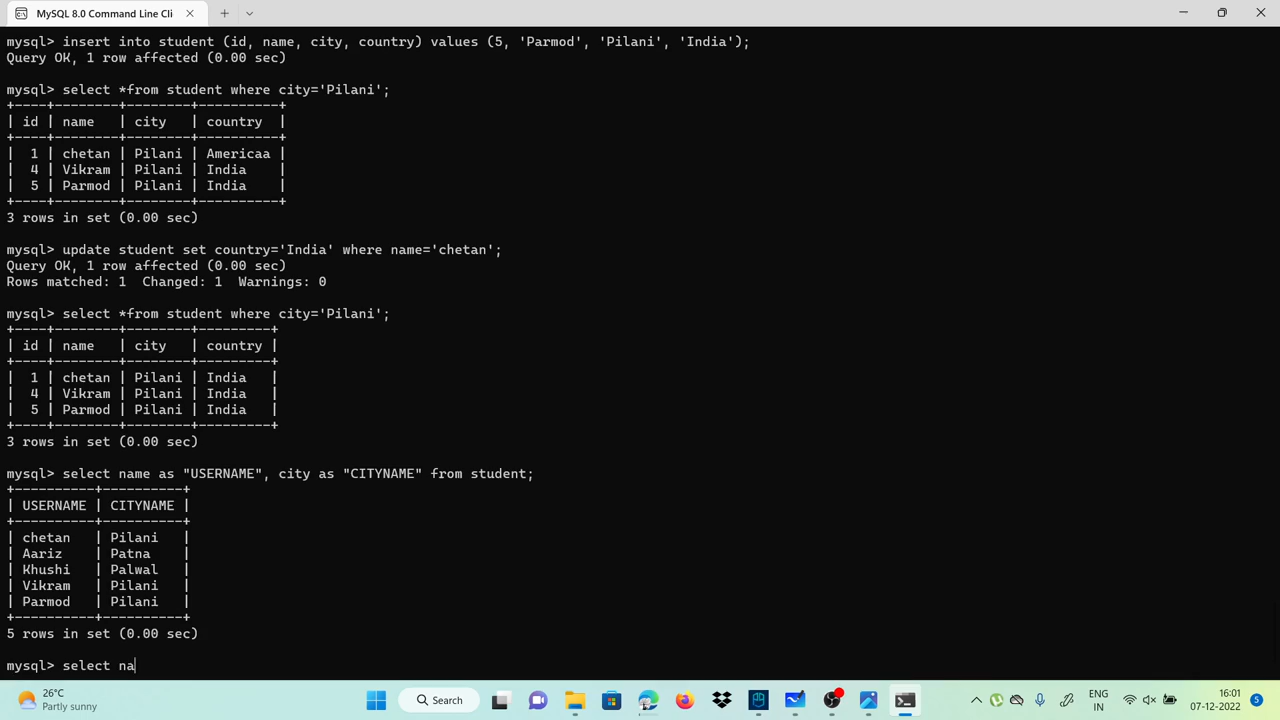 MySQL 8.0 Command Line Cli
mysql> insert into student (id, name, city, country) values (5, 'Parmod', 'Pilani', 'India');
Query OK, 1 row affected (0.00 sec)
mysql> select *from student where city='Pilani';
+----+--------+--------+----------+
| id | name   | city   | country  |
+----+--------+--------+----------+
|  1 | chetan | Pilani | Americaa |
|  4 | Vikram | Pilani | India    |
|  5 | Parmod | Pilani | India    |
+----+--------+--------+----------+
3 rows in set (0.00 sec)
mysql> update student set country='India' where name='chetan';
Query OK, 1 row affected (0.00 sec)
Rows matched: 1  Changed: 1  Warnings: 0
mysql> select *from student where city='Pilani';
+----+--------+--------+---------+
| id | name   | city   | country |
+----+--------+--------+---------+
|  1 | chetan | Pilani | India   |
|  4 | Vikram | Pilani | India   |
|  5 | Parmod | Pilani | India   |
+----+--------+--------+---------+
3 rows in set (0.00 sec)
mysql> select name as "USERNAME", city as "CITYNAME" from student;
+----------+----------+
| USERNAME | CITYNAME |
+----------+----------+
| chetan   | Pilani   |
| Aariz    | Patna    |
| Khushi   | Palwal   |
| Vikram   | Pilani   |
| Parmod   | Pilani   |
+----------+----------+
5 rows in set (0.00 sec)
mysql> select na
26°C
Partly sunny
Search
ENG
IN
16:01
07-12-2022
5